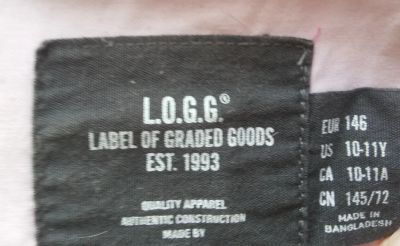 L.O.G.G.®
LABEL OF GRADED GOODS
EST. 1993
QUALITY APPAREL
AUTHENTIC CONSTRUCTION
MADE BY
EUR 146
US 10-11Y
CA 10-11A
CN 145/72
MADE IN
BANGLADESH